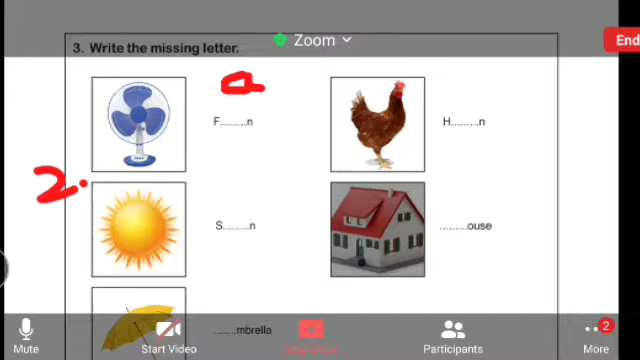 3. Write the missing letter.
Zoom
End
a
F.........n
H.........n
2.
S.........n
.........ouse
.........mbrella
Mute
Start Video
Participants
2
More